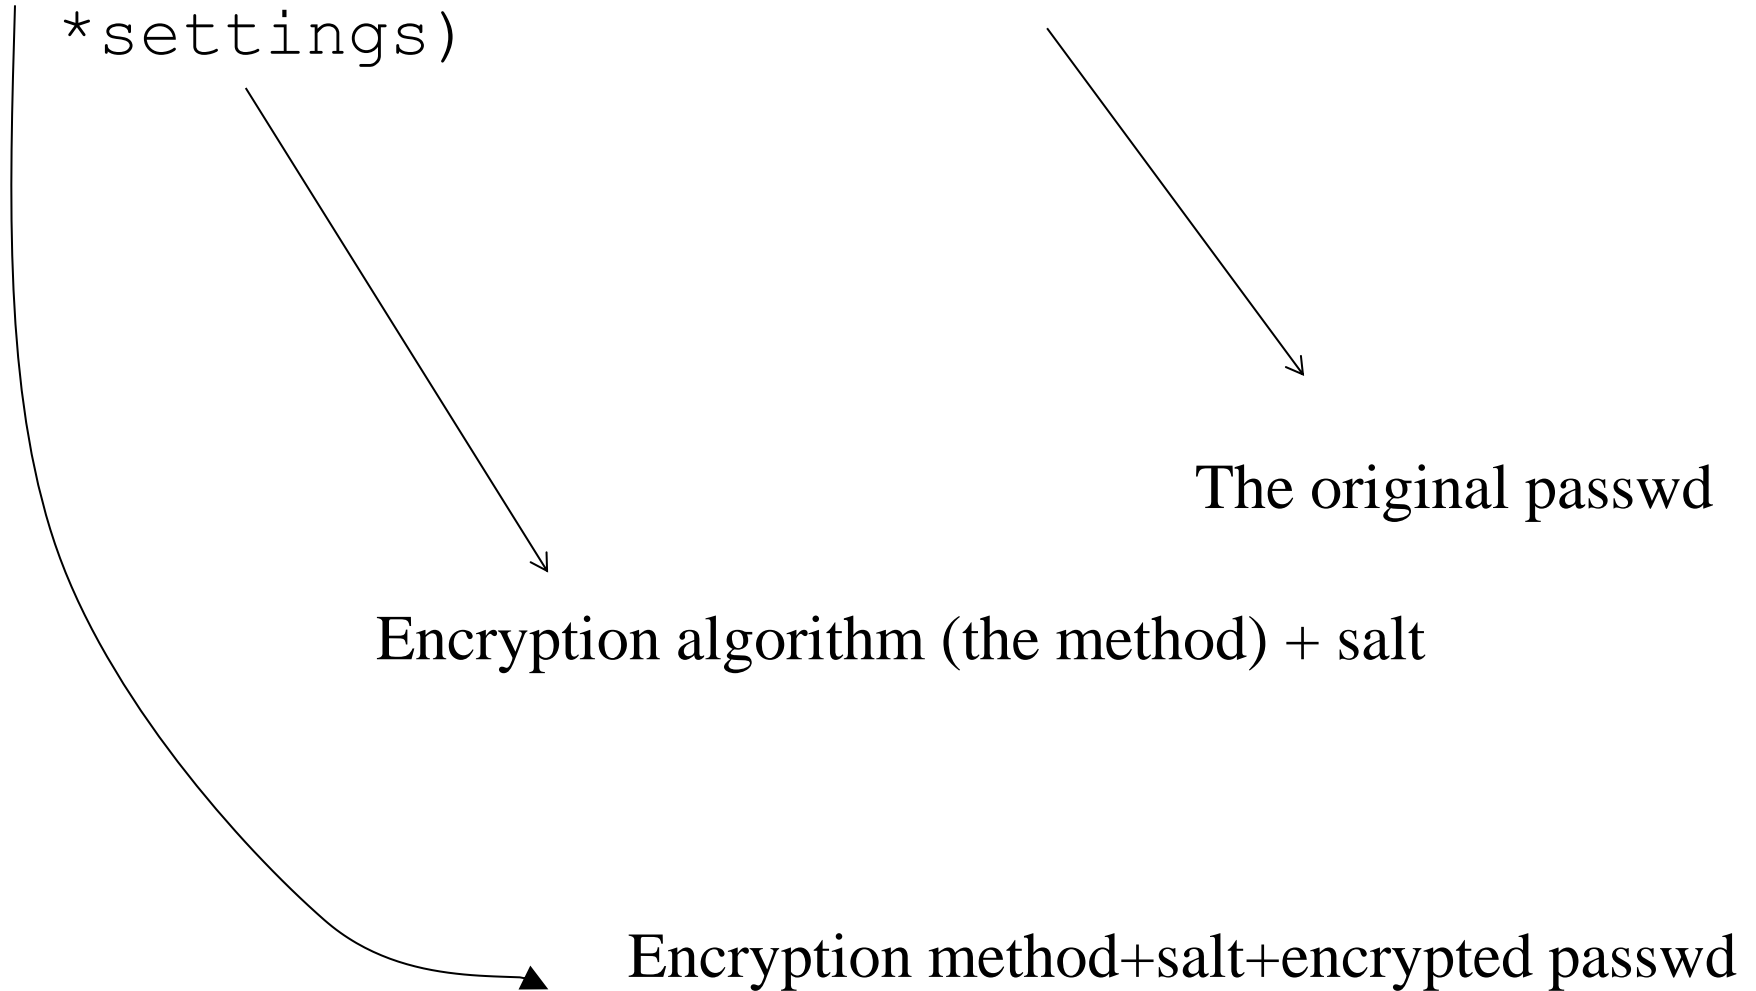 *settings)
The original passwd
Encryption algorithm (the method) + salt
Encryption method+salt+encrypted passwd